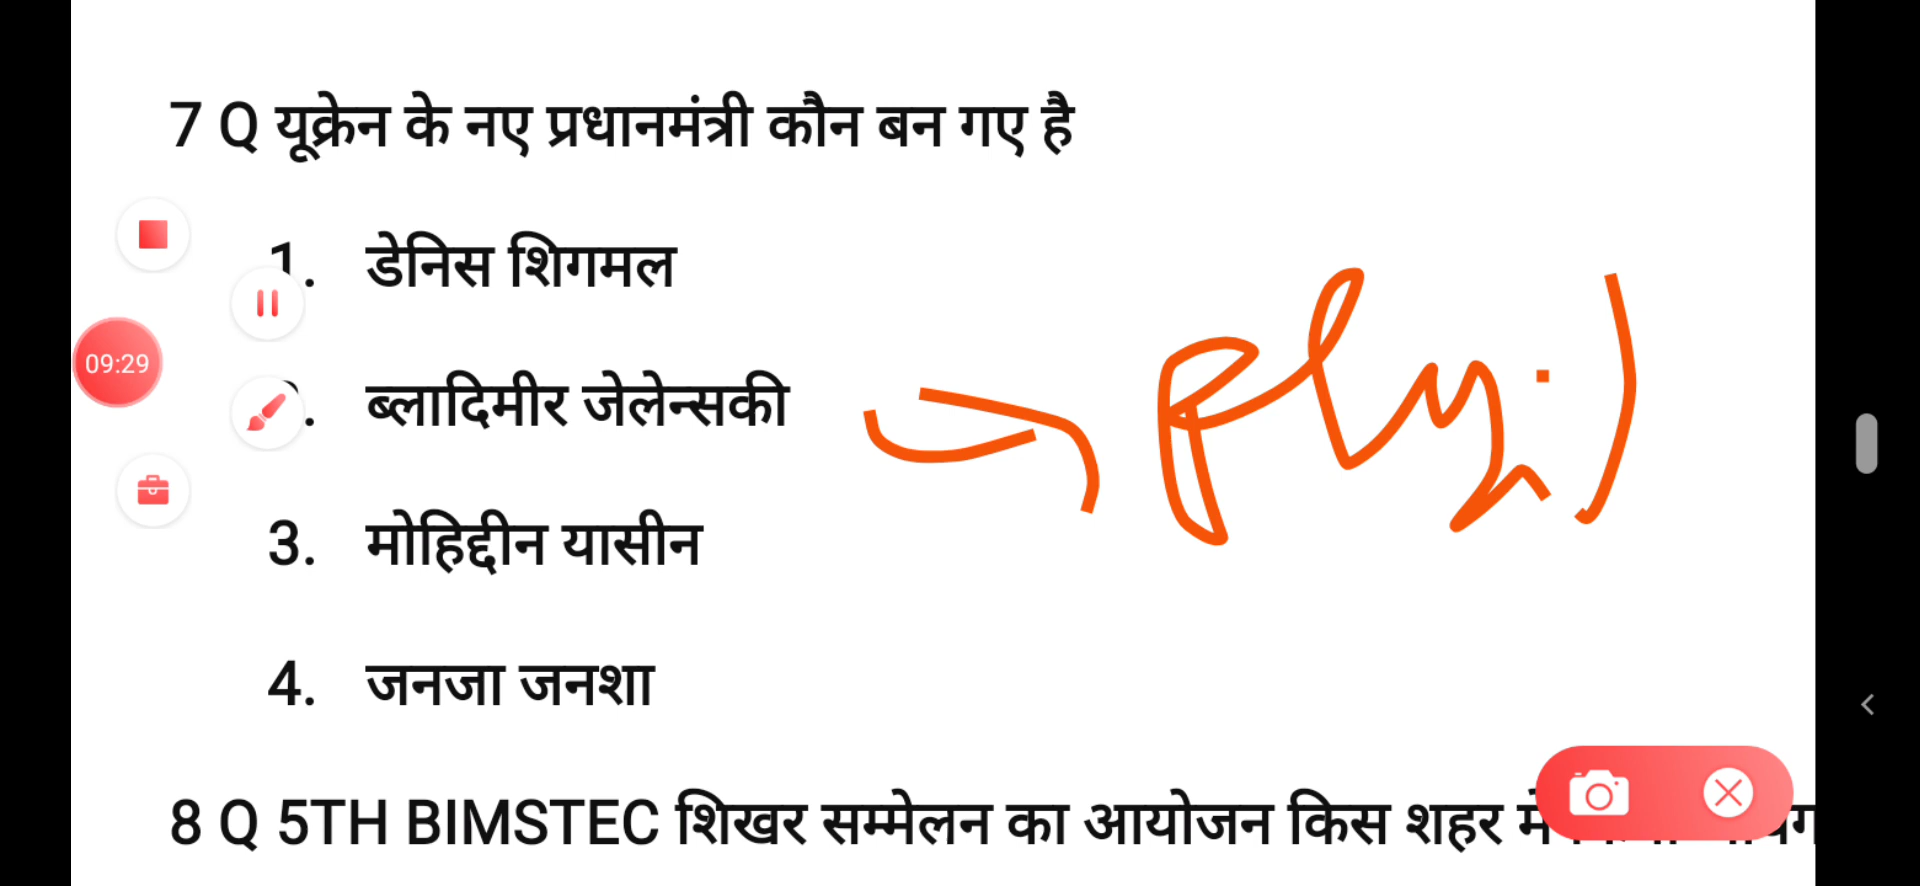 7 Q यूक्रेन के नए प्रधानमंत्री कौन बन गए है
1. डेनिस शिगमल
09:29
ब्लादिमीर जेलेन्सकी
3. मोहिद्दीन यासीन
4. जनजा जनशा
8 Q 5TH BIMSTEC शिखर सम्मेलन का आयोजन किस शहर में